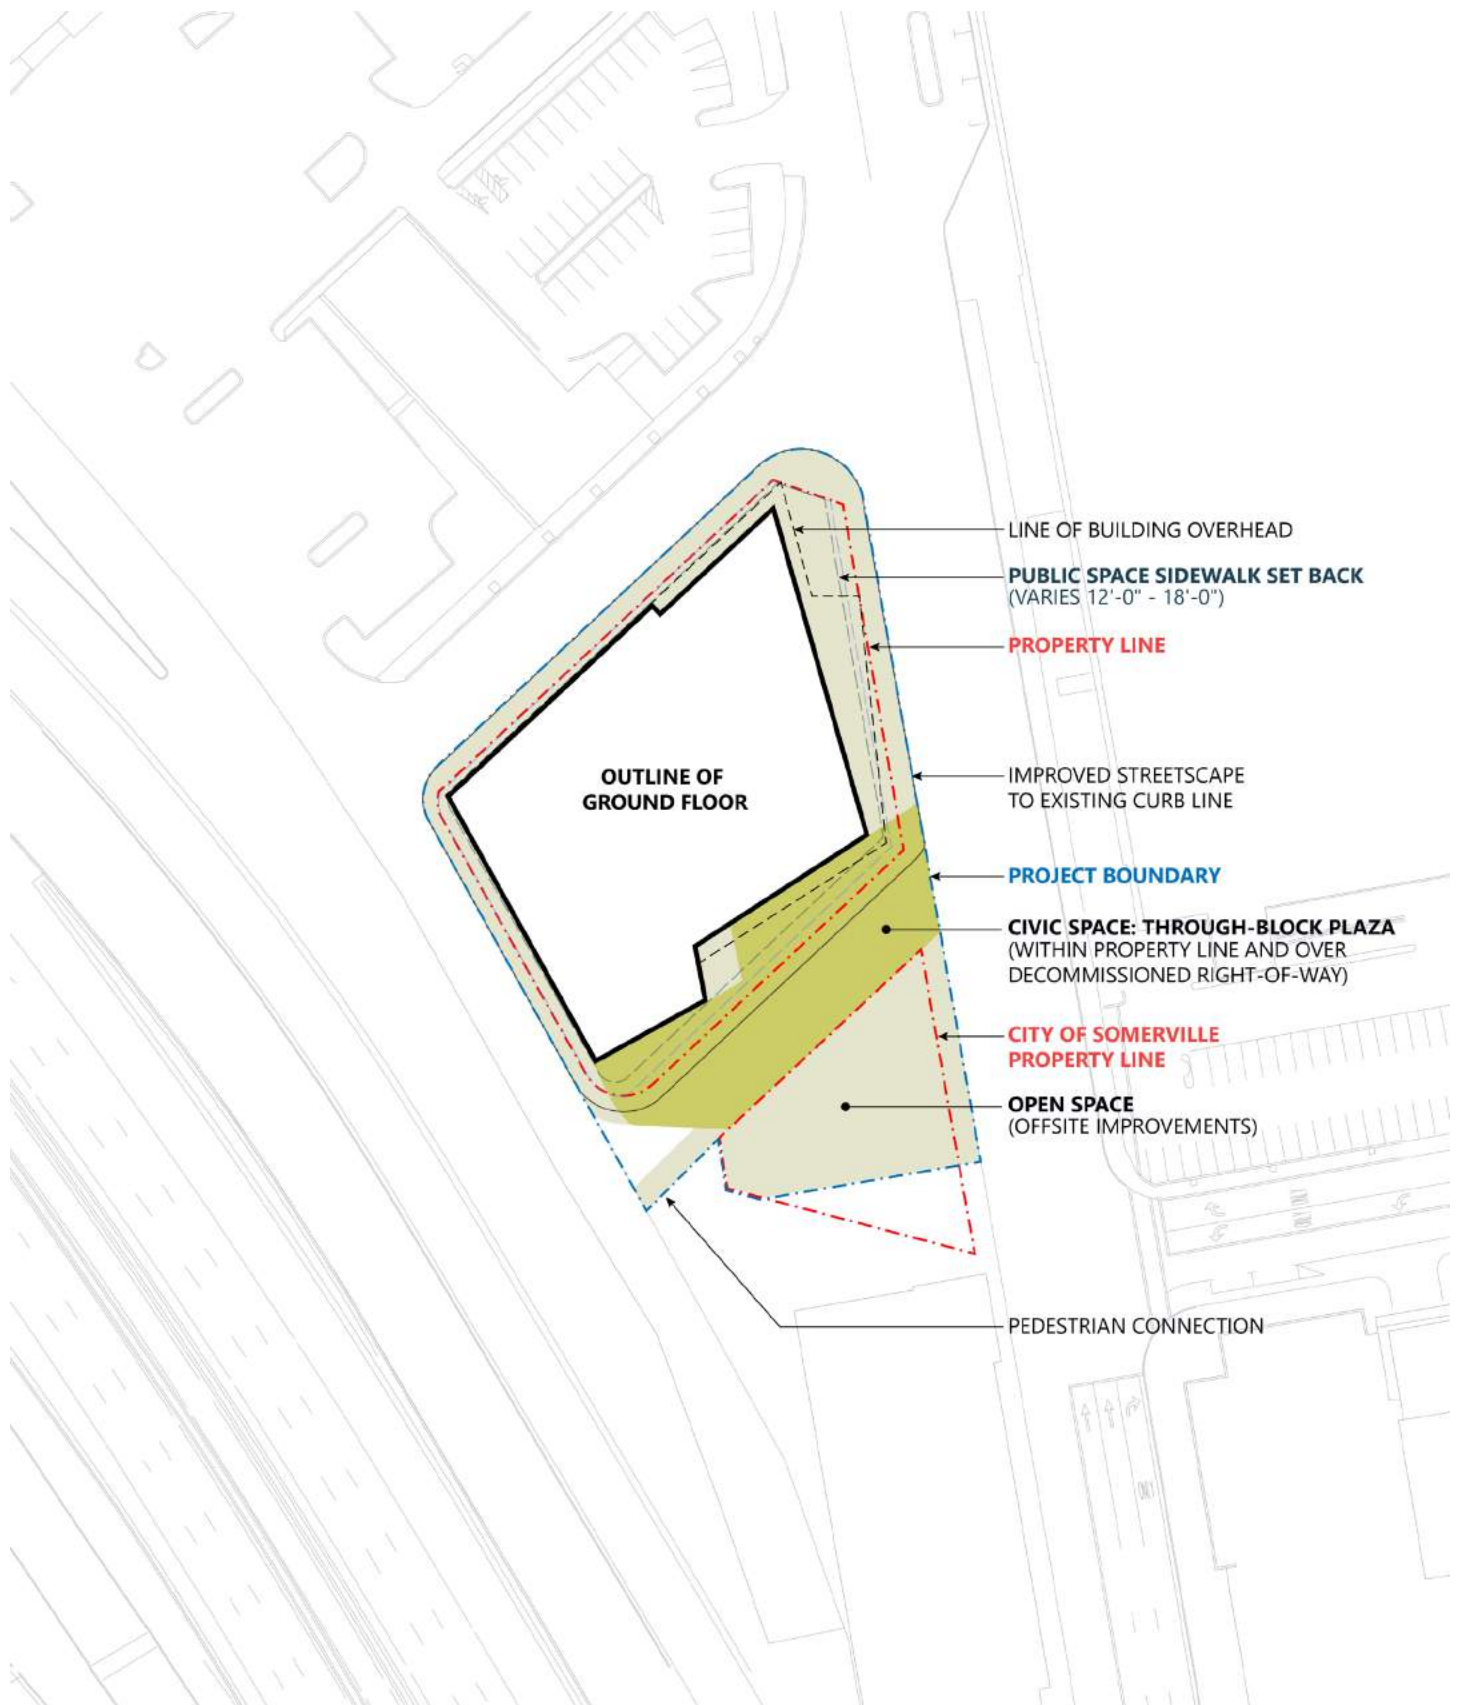 LINE OF BUILDING OVERHEAD
PUBLIC SPACE SIDEWALK SET BACK
(VARIES 12'-0" - 18'-0")
PROPERTY LINE
OUTLINE OF
GROUND FLOOR
IMPROVED STREETSCAPE
TO EXISTING CURB LINE
PROJECT BOUNDARY
CIVIC SPACE: THROUGH-BLOCK PLAZA
(WITHIN PROPERTY LINE AND OVER
DECOMMISSIONED RIGHT-OF-WAY)
CITY OF SOMERVILLE
PROPERTY LINE
OPEN SPACE
(OFFSITE IMPROVEMENTS)
PEDESTRIAN CONNECTION